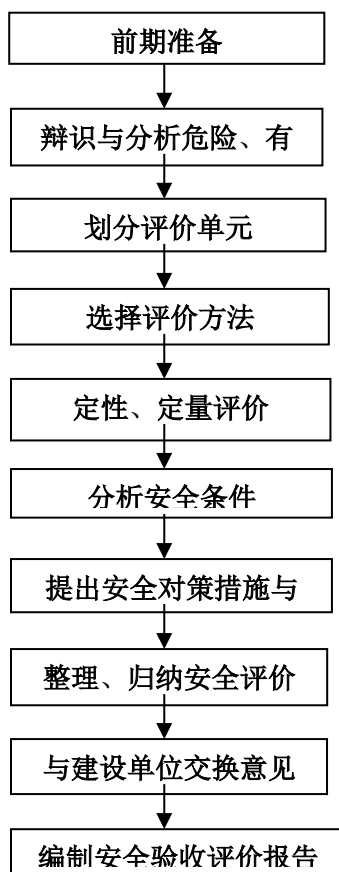 前期准备
辩识与分析危险、有
划分评价单元
选择评价方法
定性、定量评价
分析安全条件
提出安全对策措施与
整理、归纳安全评价
与建设单位交换意见
编制安全验收评价报告